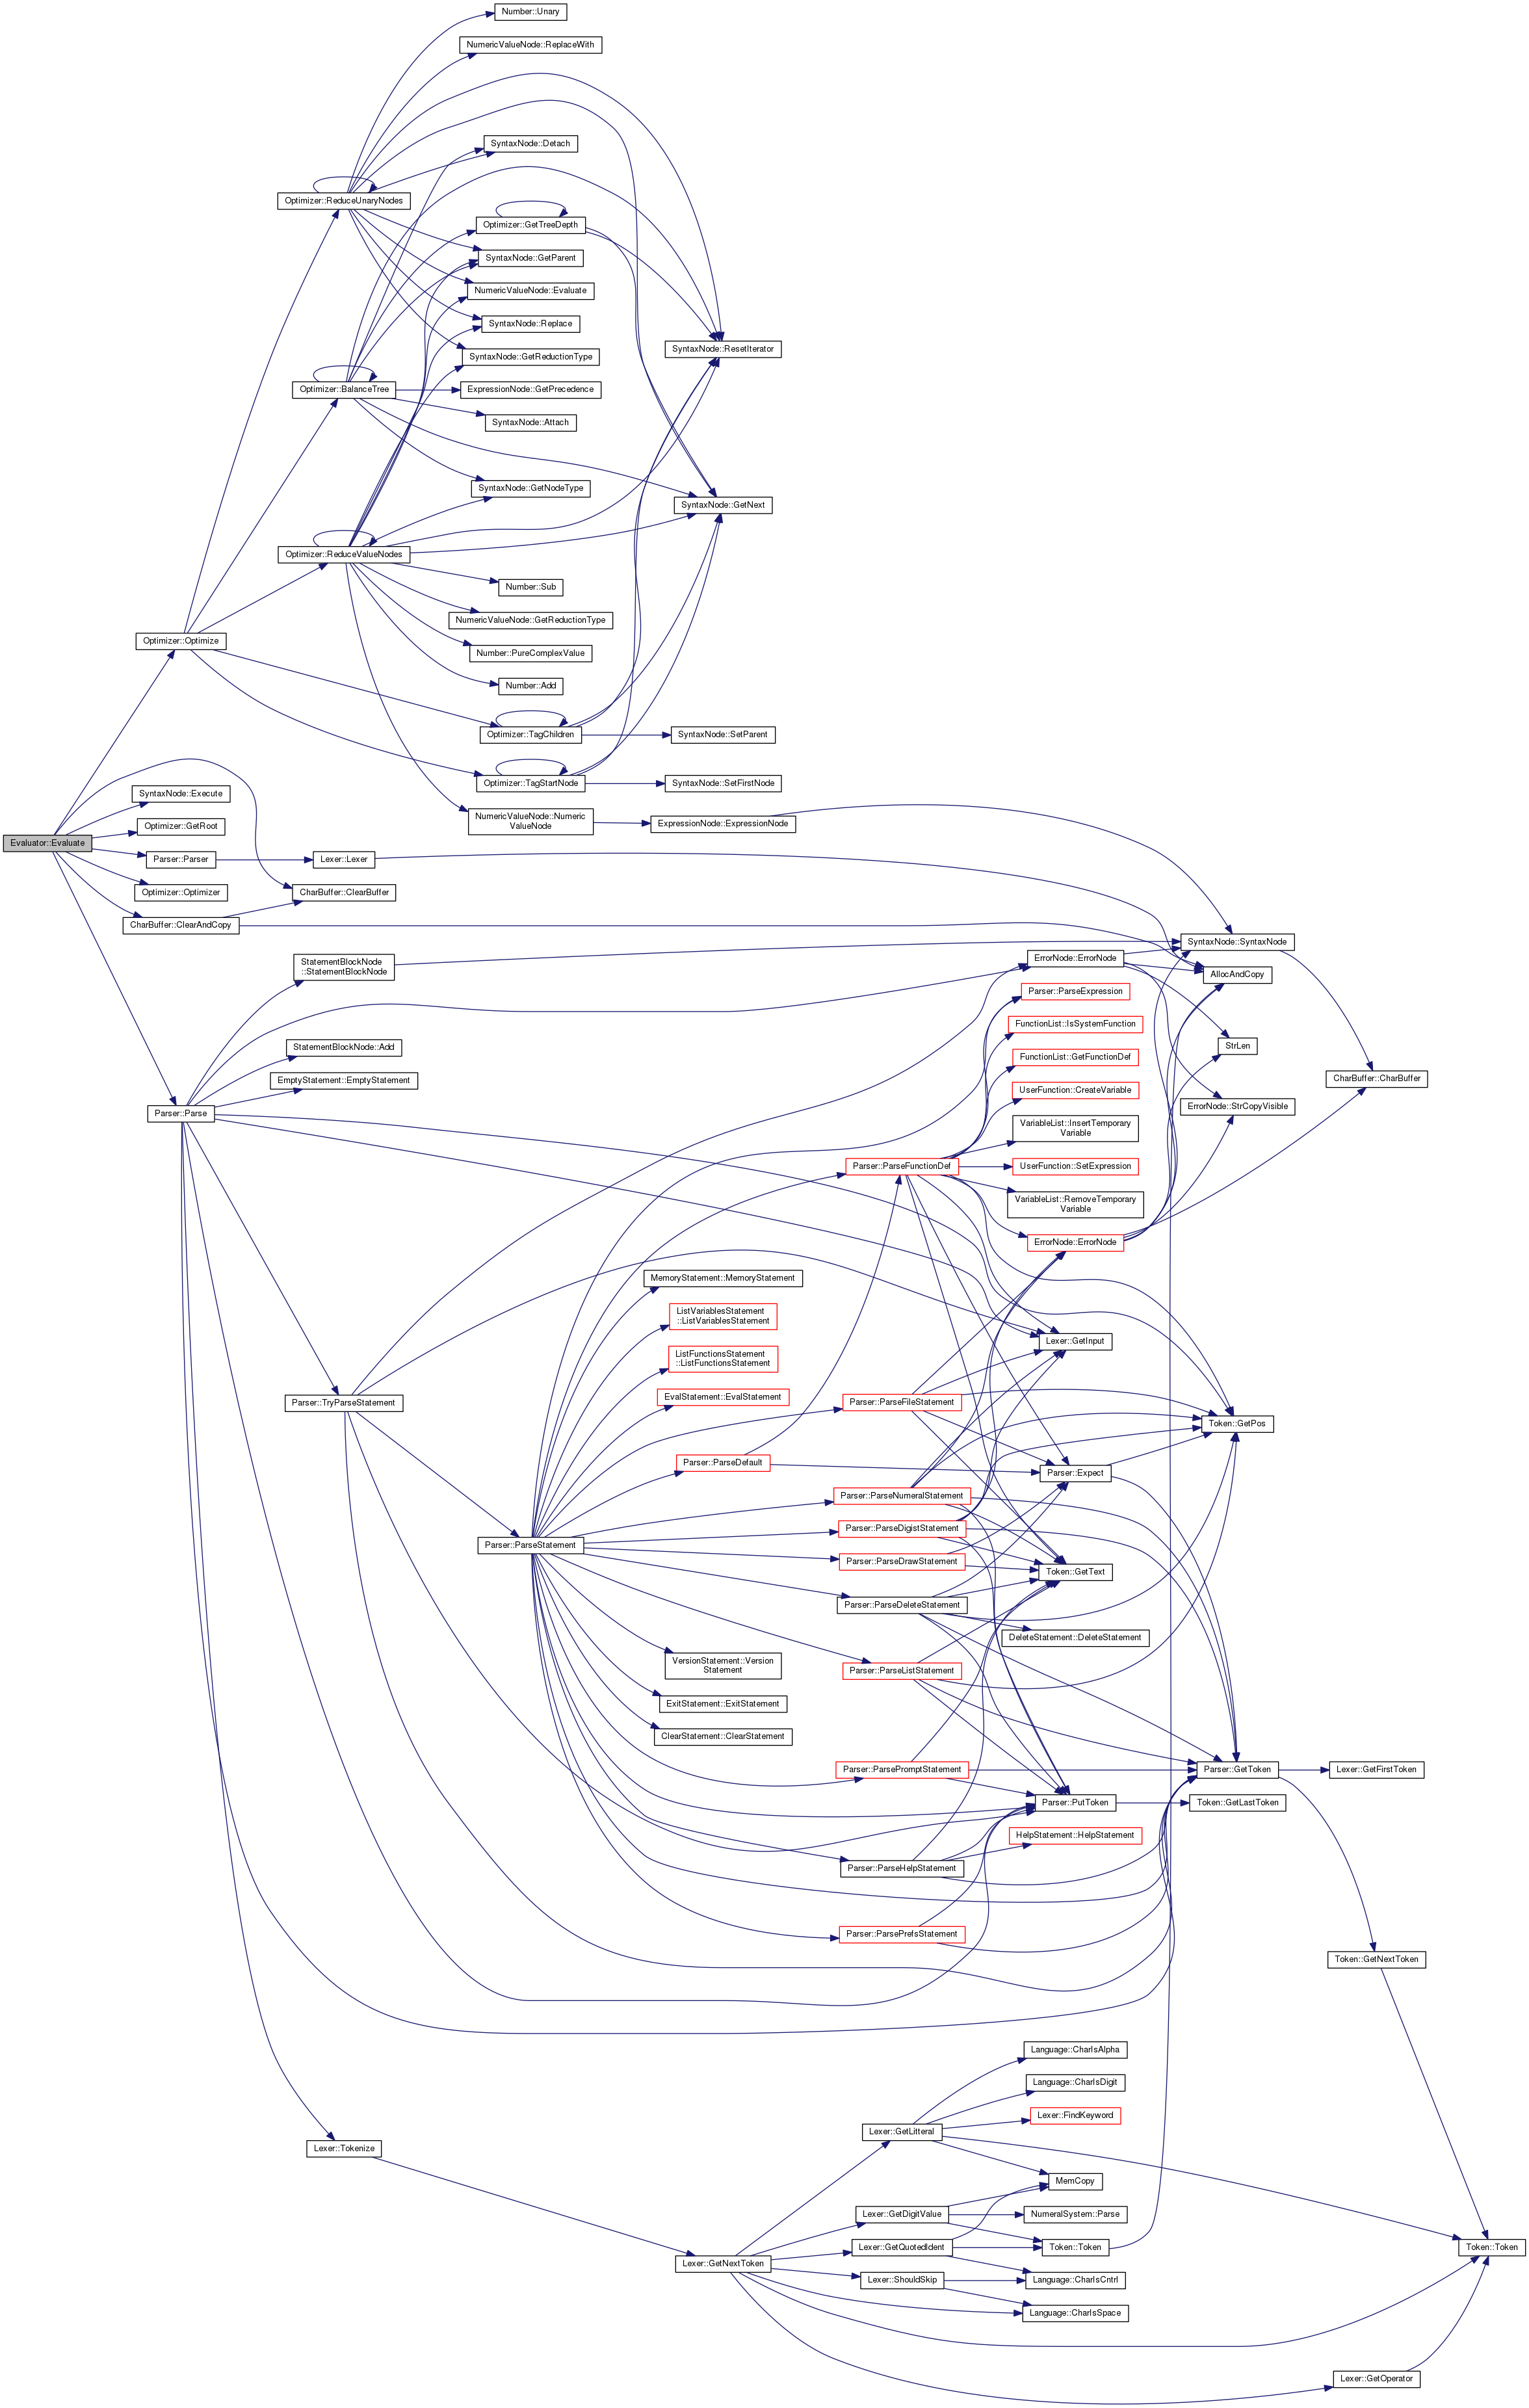 Number::Unary
NumericValueNode::ReplaceWith
SyntaxNode::Detach
Optimizer::ReduceUnaryNodes
Optimizer::GetTreeDepth
SyntaxNode::GetParent
NumericValueNode::Evaluate
SyntaxNode::Replace
SyntaxNode::ResetIterator
SyntaxNode::GetReductionType
Optimizer::BalanceTree
ExpressionNode::GetPrecedence
SyntaxNode::Attach
SyntaxNode::GetNodeType
SyntaxNode::GetNext
Optimizer::ReduceValueNodes
Number::Sub
NumericValueNode::GetReductionType
Optimizer::Optimize
Number::PureComplexValue
Number::Add
Optimizer::TagChildren
SyntaxNode::SetParent
Optimizer::TagStartNode
SyntaxNode::SetFirstNode
SyntaxNode::Execute
NumericValueNode::Numeric
ValueNode
ExpressionNode::ExpressionNode
Optimizer::GetRoot
Evaluator::Evaluate
Parser::Parser
Lexer::Lexer
Optimizer::Optimizer
CharBuffer::ClearBuffer
CharBuffer::ClearAndCopy
SyntaxNode::SyntaxNode
StatementBlockNode
::StatementBlockNode
ErrorNode::ErrorNode
AllocAndCopy
Parser::ParseExpression
FunctionList::IsSystemFunction
StatementBlockNode::Add
StrLen
FunctionList::GetFunctionDef
EmptyStatement::EmptyStatement
CharBuffer::CharBuffer
UserFunction::CreateVariable
Parser::Parse
ErrorNode::StrCopyVisible
VariableList::InsertTemporary
Variable
Parser::ParseFunctionDef
UserFunction::SetExpression
VariableList::RemoveTemporary
Variable
ErrorNode::ErrorNode
MemoryStatement::MemoryStatement
ListVariablesStatement
::ListVariablesStatement
Lexer::GetInput
ListFunctionsStatement
::ListFunctionsStatement
EvalStatement::EvalStatement
Parser::TryParseStatement
Parser::ParseFileStatement
Token::GetPos
Parser::ParseDefault
Parser::Expect
Parser::ParseNumeralStatement
Parser::ParseDigistStatement
Parser::ParseStatement
Parser::ParseDrawStatement
Token::GetText
Parser::ParseDeleteStatement
DeleteStatement::DeleteStatement
VersionStatement::Version
Statement
Parser::ParseListStatement
ExitStatement::ExitStatement
ClearStatement::ClearStatement
Parser::ParsePromptStatement
Parser::GetToken
Lexer::GetFirstToken
Parser::PutToken
Token::GetLastToken
HelpStatement::HelpStatement
Parser::ParseHelpStatement
Parser::ParsePrefsStatement
Token::GetNextToken
Language::CharIsAlpha
Language::CharIsDigit
Lexer::FindKeyword
Lexer::GetLitteral
Lexer::Tokenize
MemCopy
Lexer::GetDigitValue
NumeralSystem::Parse
Lexer::GetQuotedIdent
Token::Token
Token::Token
Lexer::GetNextToken
Lexer::ShouldSkip
Language::CharIsCntrl
Language::CharIsSpace
Lexer::GetOperator